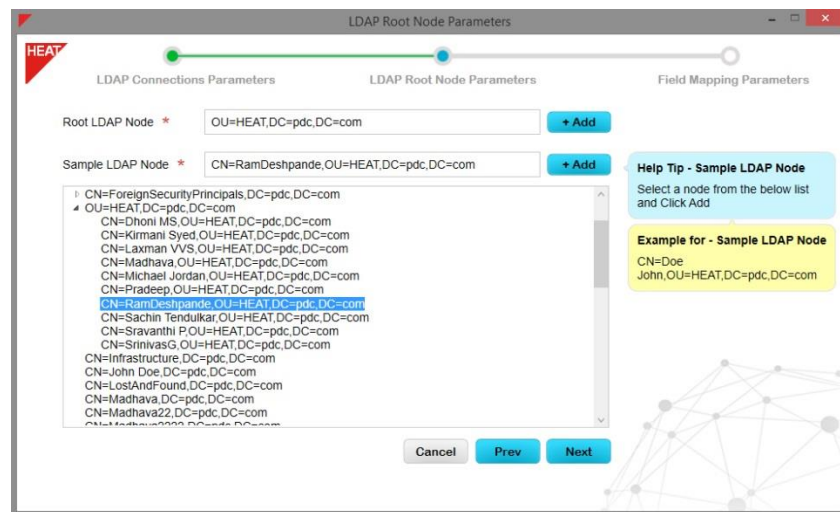 LDAP Root Node Parameters
HEAT
LDAP Connections Parameters
LDAP Root Node Parameters
Field Mapping Parameters
Root LDAP Node *
OU=HEAT,DC=pdc,DC=com
+ Add
Sample LDAP Node *
CN=RamDeshpande,OU=HEAT,DC=pdc,DC=com
+ Add
CN=ForeignSecurityPrincipals,DC=pdc,DC=com
OU=HEAT,DC=pdc,DC=com
CN=Dhoni MS,OU=HEAT,DC=pdc,DC=com
CN=Kirmani Syed,OU=HEAT,DC=pdc,DC=com
CN=Laxman VVS,OU=HEAT,DC=pdc,DC=com
CN=Madhava,OU=HEAT,DC=pdc,DC=com
CN=Michael Jordan,OU=HEAT,DC=pdc,DC=com
CN=Pradeep,OU=HEAT,DC=pdc,DC=com
CN=RamDeshpande,OU=HEAT,DC=pdc,DC=com
CN=Sachin Tendulkar,OU=HEAT,DC=pdc,DC=com
CN=Sravanthi P,OU=HEAT,DC=pdc,DC=com
CN=SrinivasG,OU=HEAT,DC=pdc,DC=com
CN=Infrastructure,DC=pdc,DC=com
CN=John Doe,DC=pdc,DC=com
CN=LostAndFound,DC=pdc,DC=com
CN=Madhava,DC=pdc,DC=com
CN=Madhava22,DC=pdc,DC=com
CN=Madhava2222,DC=pdc,DC=com
Help Tip - Sample LDAP Node
Select a node from the below list
and Click Add
Example for - Sample LDAP Node
CN=Doe
John,OU=HEAT,DC=pdc,DC=com
Cancel
Prev
Next